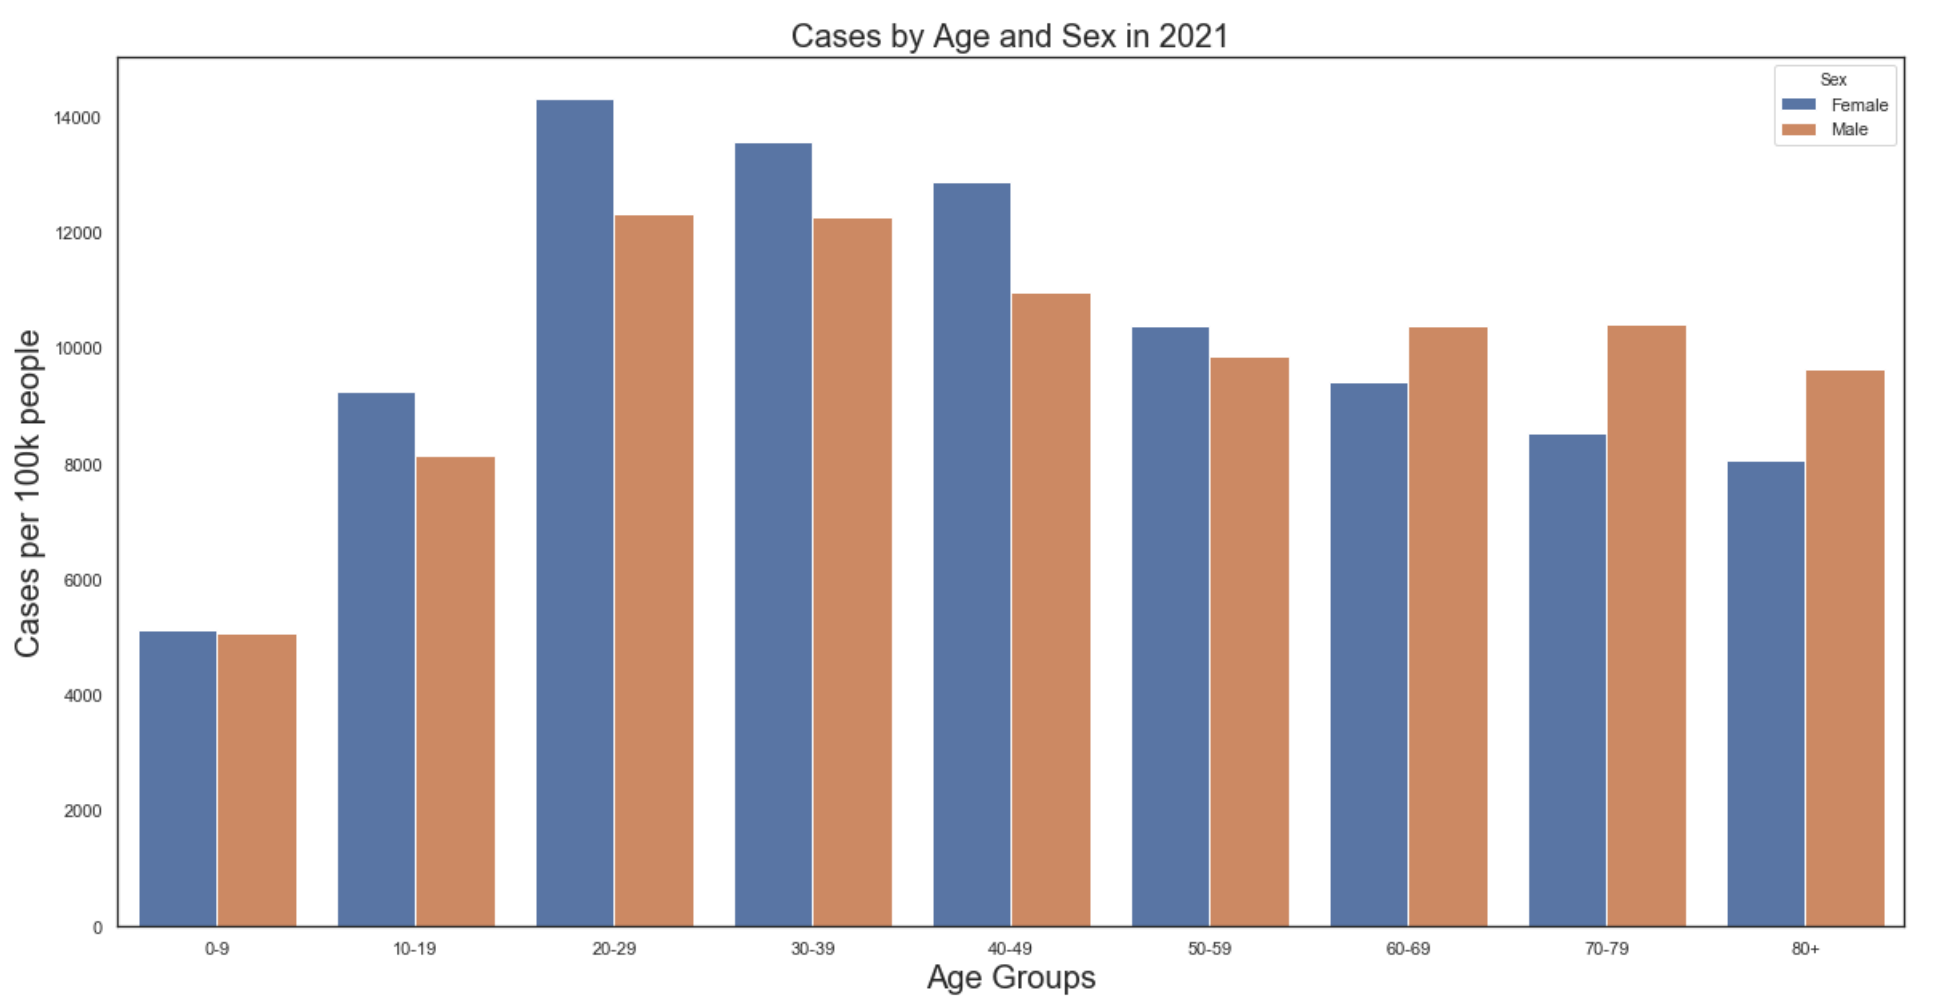 Cases by Age and Sex in 2021
Sex
Female
Male
Cases per 100k people
14000
12000
10000
8000
6000
4000
2000
0
0-9 10-19 20-29 30-39 40-49 50-59 60-69 70-79 80+
Age Groups